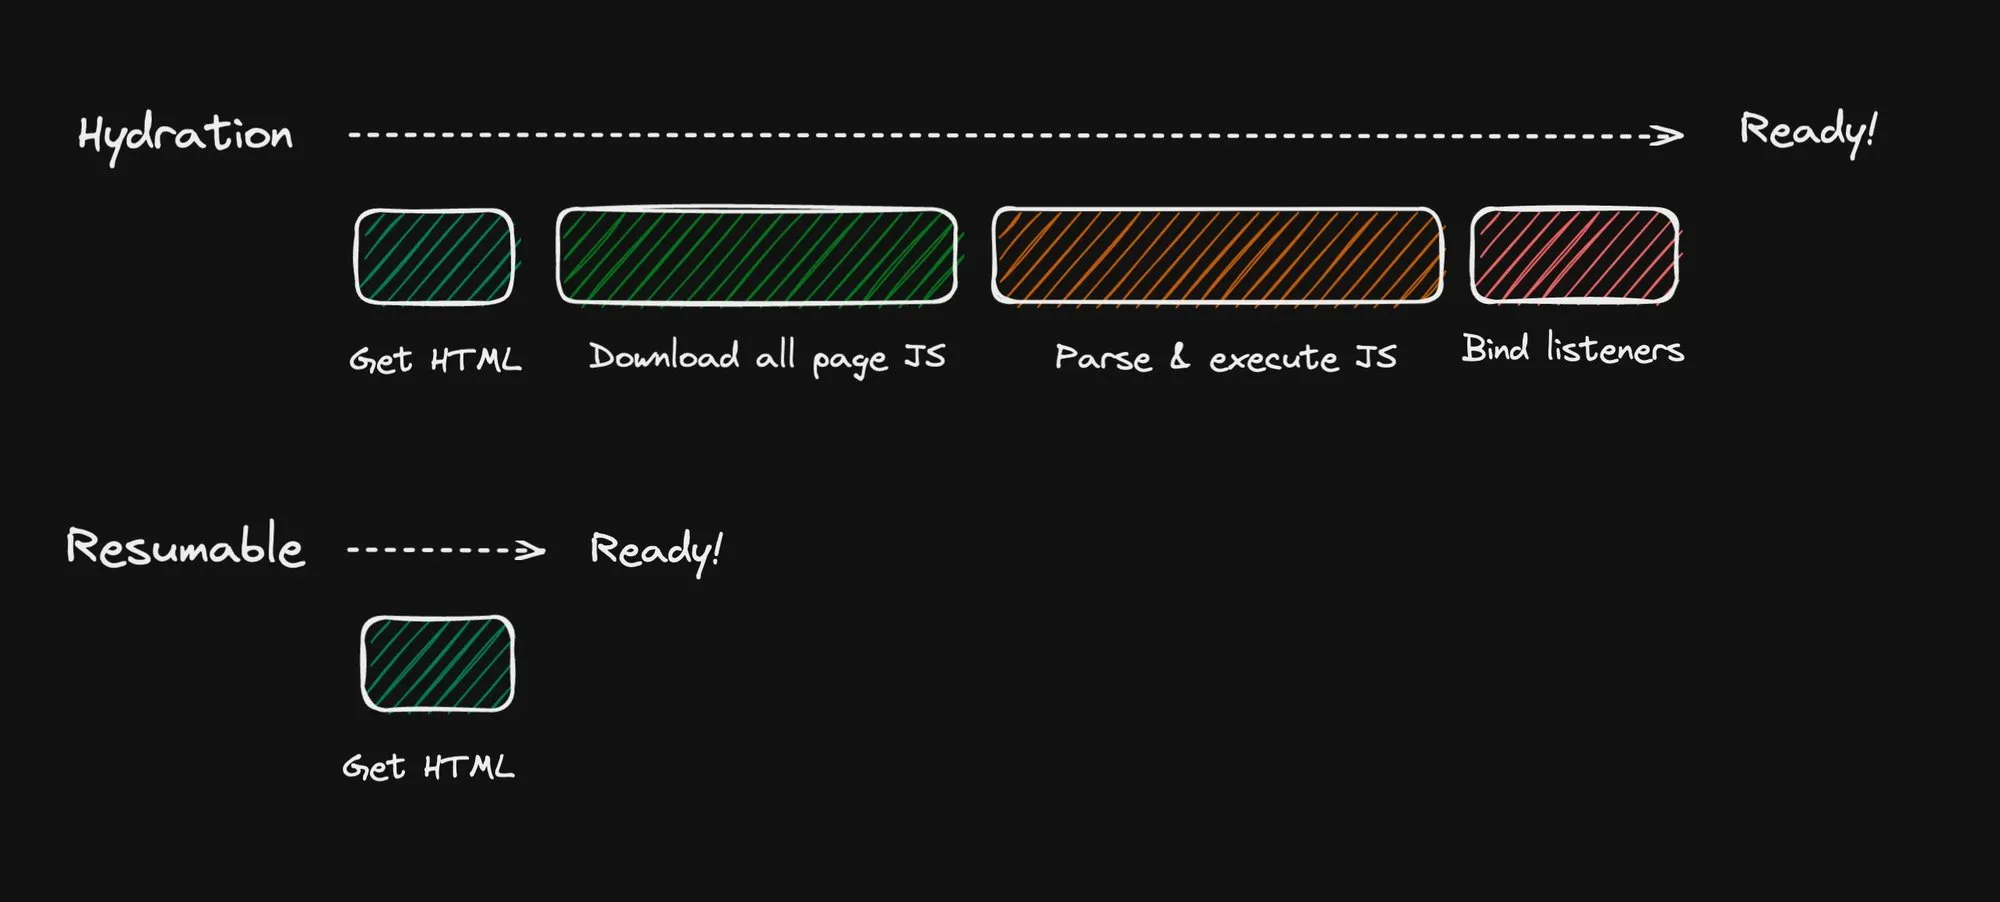 Hydration
Ready!
Get HTML
Download all page JS
Parse & execute JS
Bind listeners
Resumable
Ready!
Get HTML